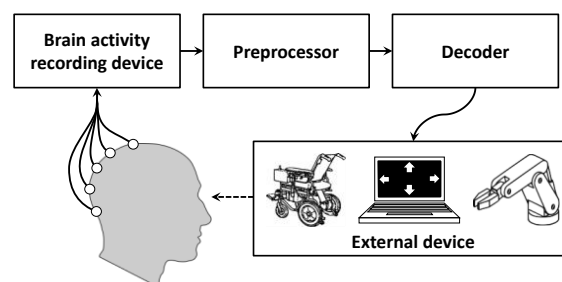 Brain activity
recording device
Preprocessor
Decoder
External device